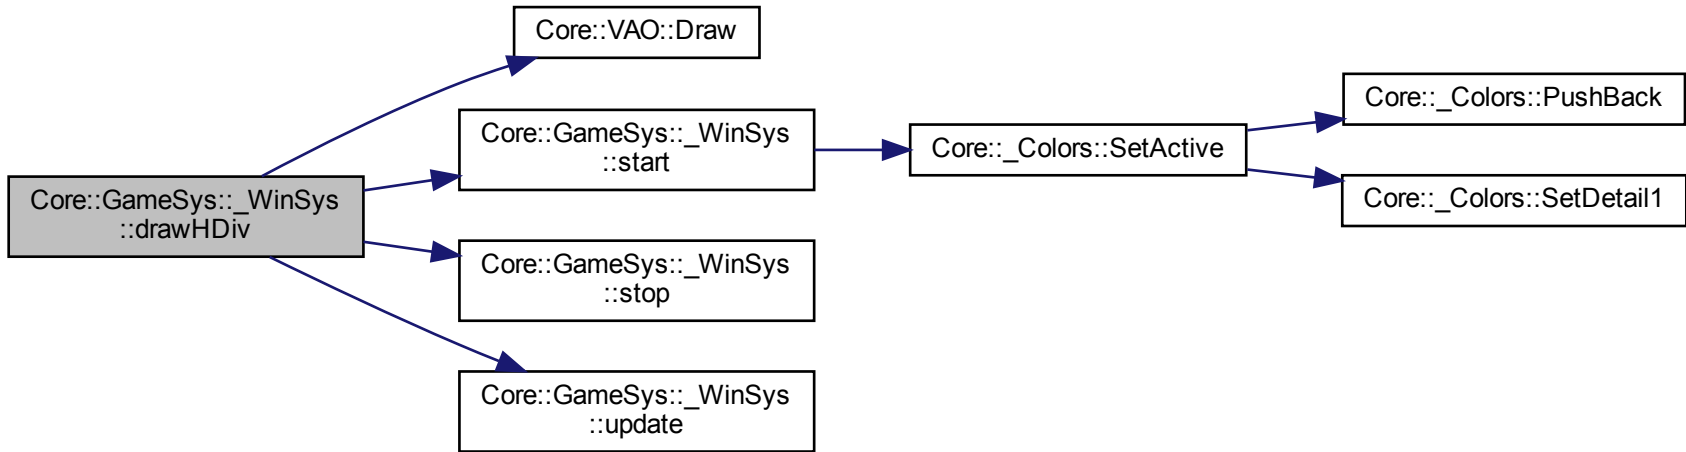 Core::GameSys::_WinSys
::drawHDiv
Core::VAO::Draw
Core::GameSys::_WinSys
::start
Core::GameSys::_WinSys
::stop
Core::GameSys::_WinSys
::update
Core::_Colors::SetActive
Core::_Colors::PushBack
Core::_Colors::SetDetail1